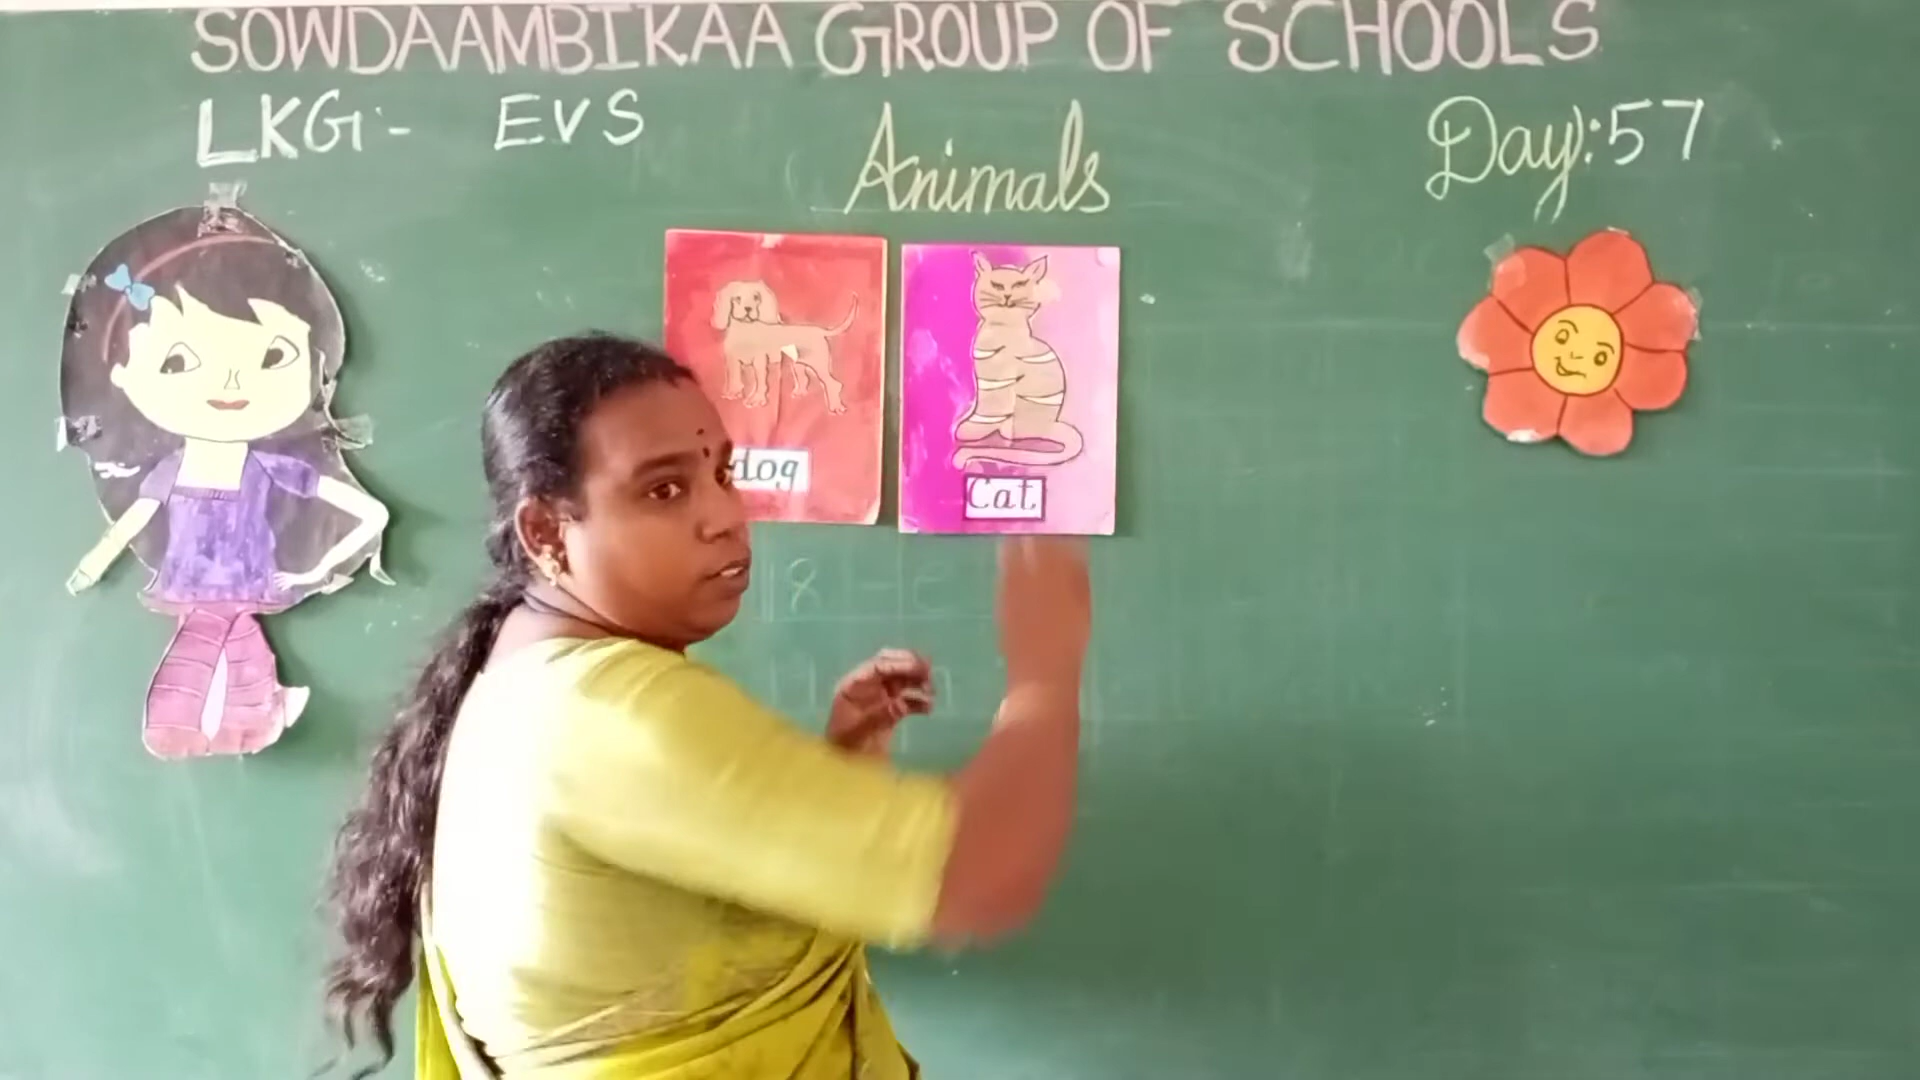 SOWDAAMBIKAA GROUP OF SCHOOLS
LKG:- EVS
Animals
Day:57
dog
Cat